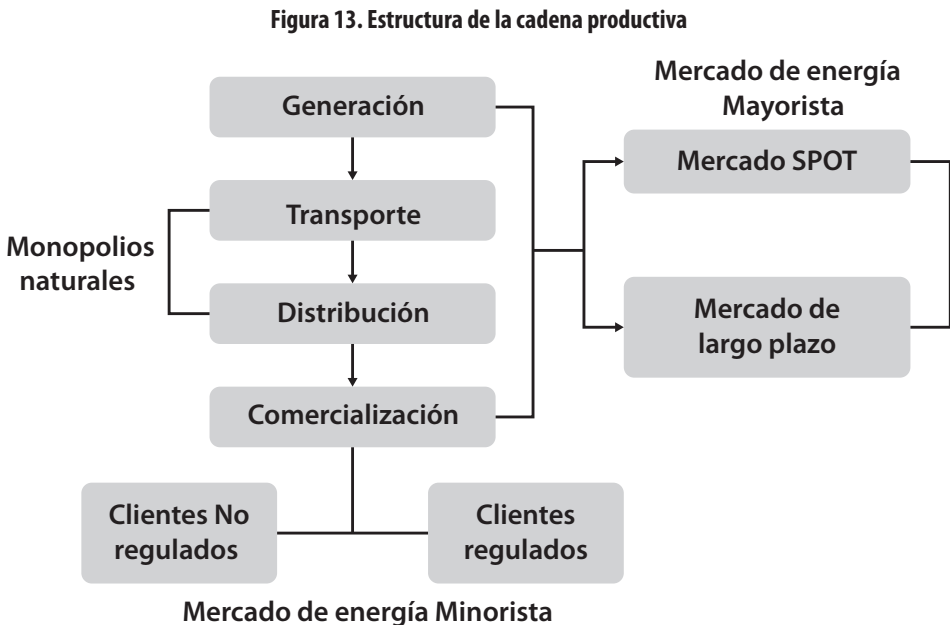 Figura 13. Estructura de la cadena productiva
Generación
Transporte
Distribución
Comercialización
Monopolios
naturales
Mercado de energía
Mayorista
Mercado SPOT
Mercado de
largo plazo
Clientes No
regulados
Clientes
regulados
Mercado de energía Minorista